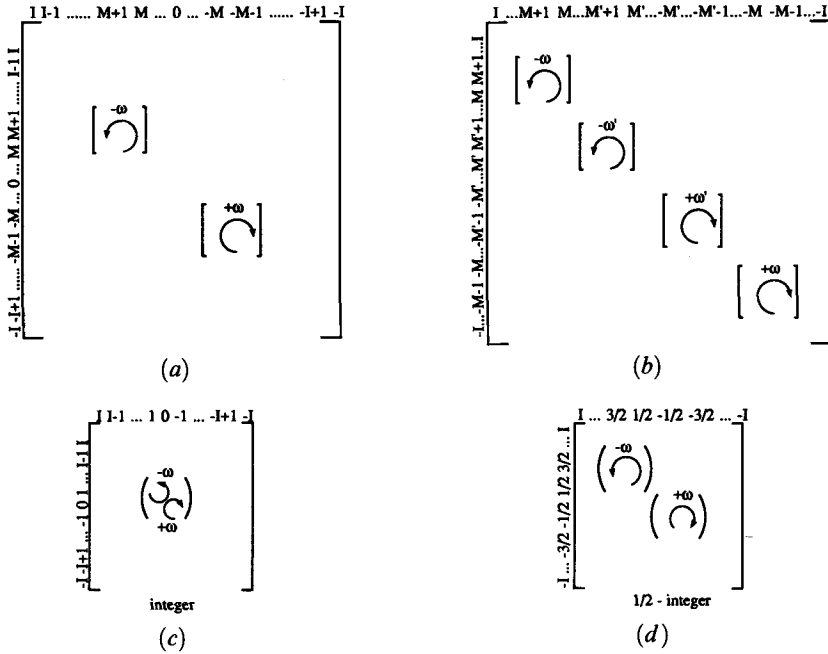 I I-1 ...... M+1 M ... 0 ... -M -M-1 ...... -I+1 -I
-I -I+1 ...... -M-1 -M ... 0 ... M M+1 ...... I-1 I
-ω
+ω
(a)
I ...M+1 M...M'+1 M'...-M'...-M'-1...-M -M-1...-I
-I...-M-1 -M...-M'-1 -M'...M' M'+1...M M+1...I
-ω
-ω'
+ω'
+ω
(b)
I I-1 ... 1 0 -1 ... -I+1 -I
-I -I+1 ... -1 0 1 ... I-1 I
-ω
+ω
integer
(c)
I ... 3/2 1/2 -1/2 -3/2 ... -I
-I ... -3/2 -1/2 1/2 3/2 ... I
-ω
+ω
1/2 - integer
(d)